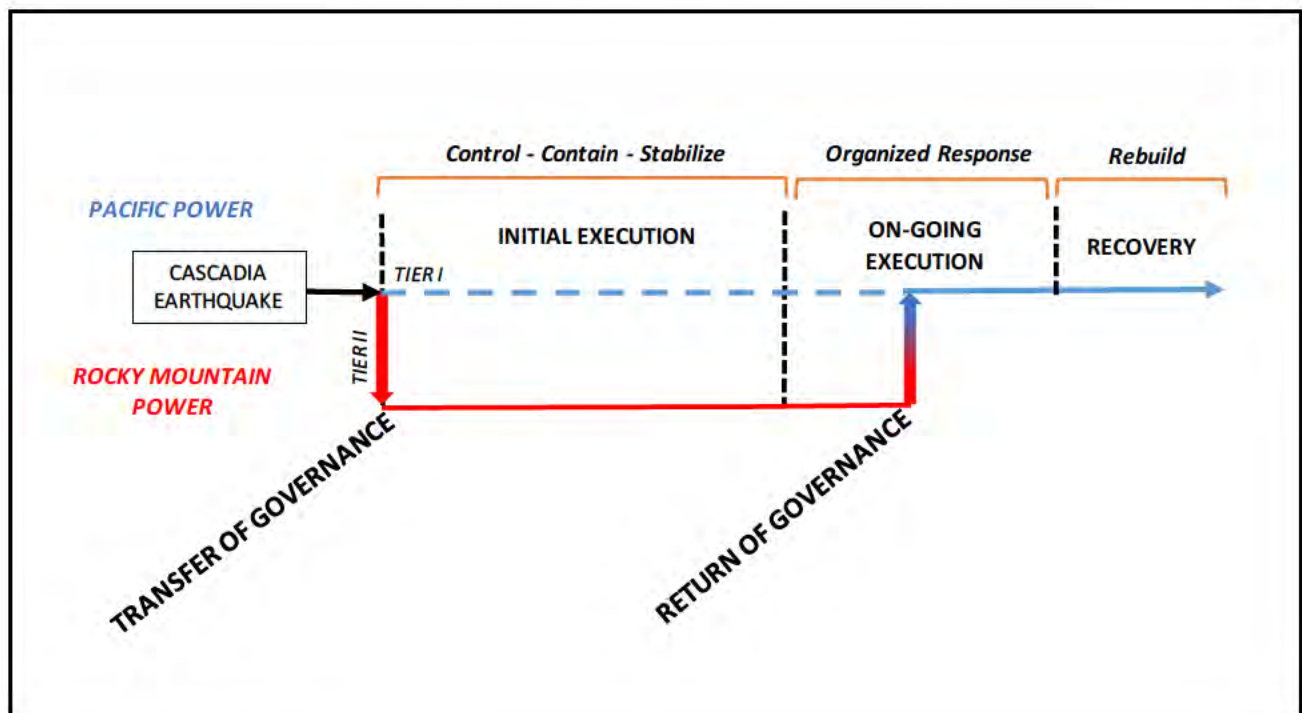 Control - Contain - Stabilize
Organized Response
Rebuild
PACIFIC POWER
INITIAL EXECUTION
ON-GOING
EXECUTION
RECOVERY
CASCADIA
EARTHQUAKE
TIER I
TIER II
ROCKY MOUNTAIN
POWER
TRANSFER OF GOVERNANCE
RETURN OF GOVERNANCE